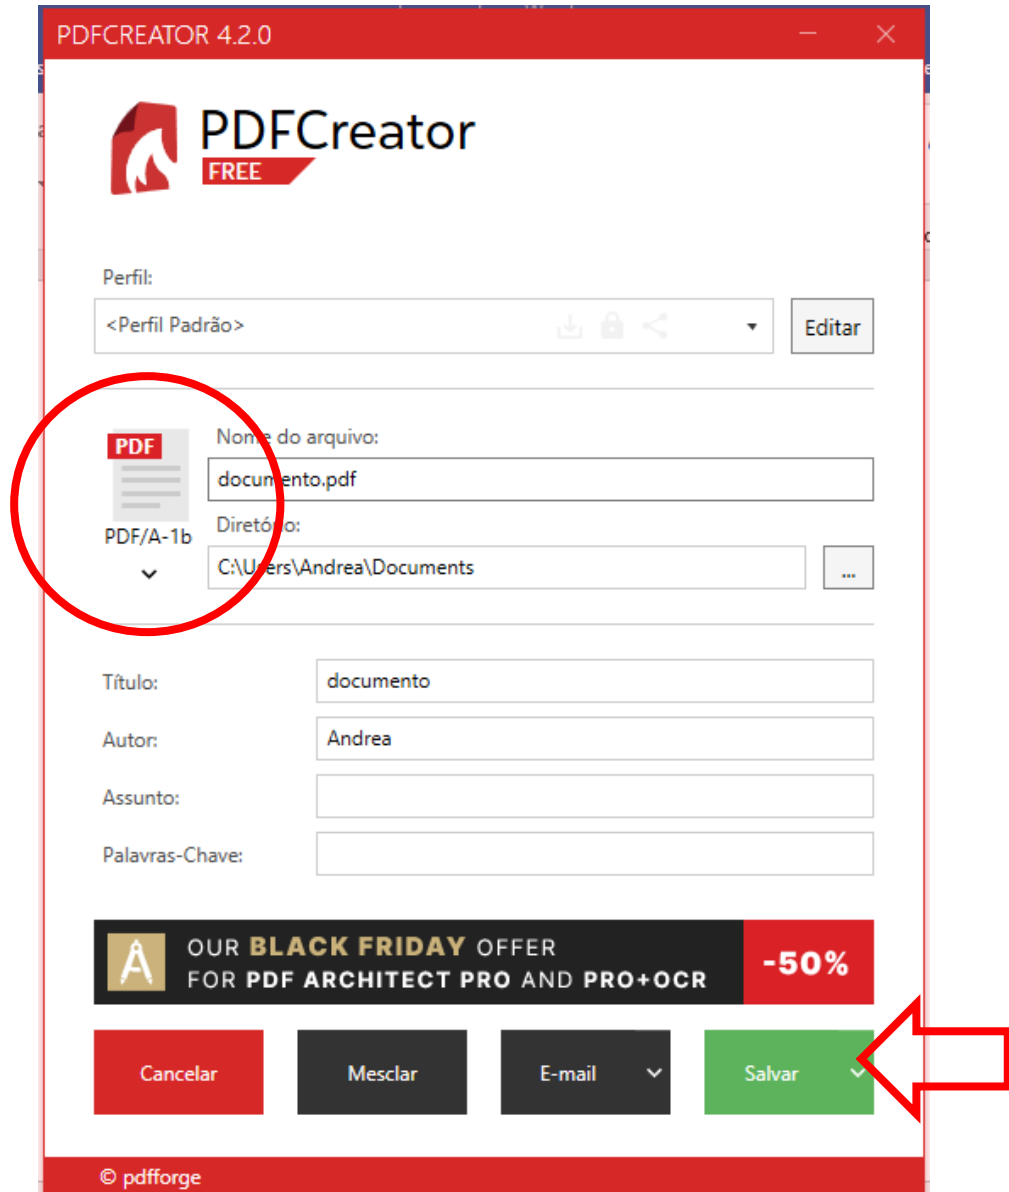 PDFCREATOR 4.2.0
PDFCreator
FREE
Perfil:
<Perfil Padrão>
Editar
PDF
PDF/A-1b
Nome do arquivo:
documento.pdf
Diretório:
C:\Users\Andrea\Documents
...
Título:
documento
Autor:
Andrea
Assunto:
Palavras-Chave:
OUR BLACK FRIDAY OFFER
FOR PDF ARCHITECT PRO AND PRO+OCR
-50%
Cancelar
Mesclar
E-mail
Salvar
© pdfforge